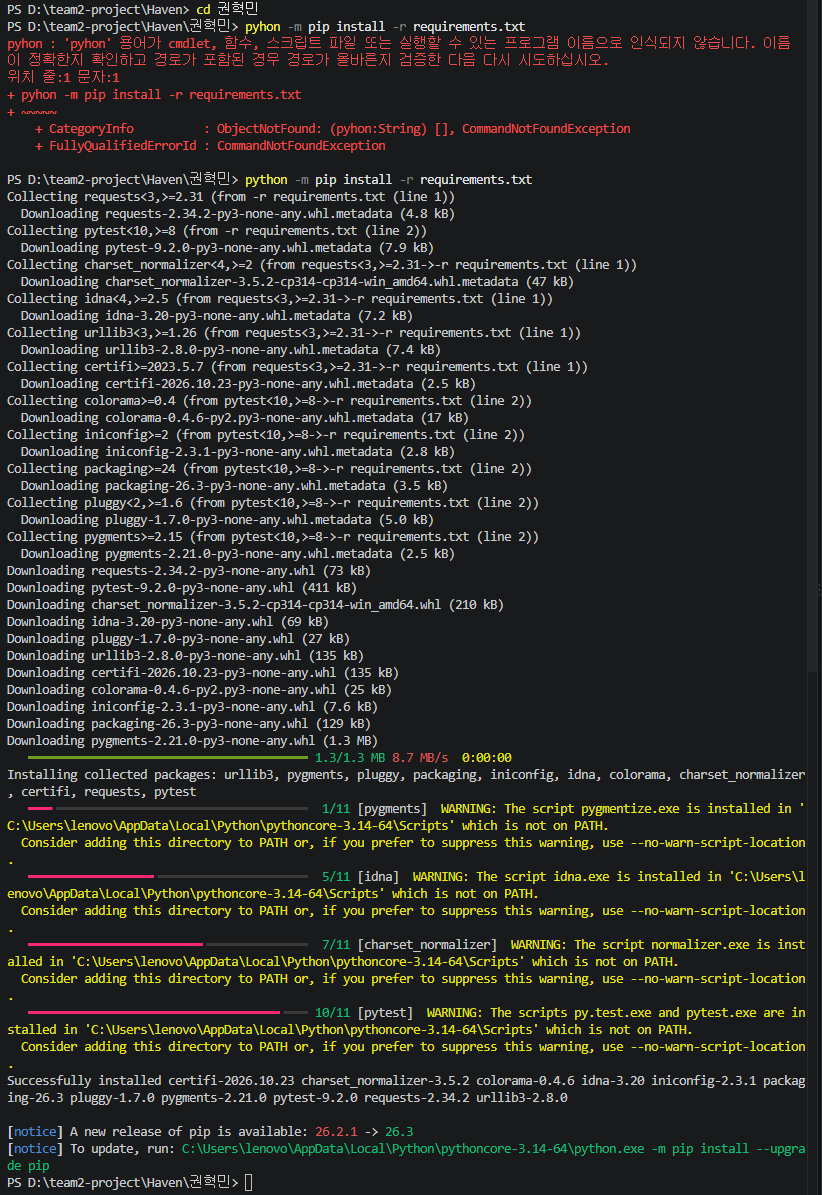 PS D:\team2-project\Haven> cd 권혁민
PS D:\team2-project\Haven\권혁민> pyhon -m pip install -r requirements.txt
pyhon : 'pyhon' 용어가 cmdlet, 함수, 스크립트 파일 또는 실행할 수 있는 프로그램 이름으로 인식되지 않습니다. 이름
이 정확한지 확인하고 경로가 포함된 경우 경로가 올바른지 검증한 다음 다시 시도하십시오.
위치 줄:1 문자:1
+ pyhon -m pip install -r requirements.txt
+ ~~~~~
    + CategoryInfo          : ObjectNotFound: (pyhon:String) [], CommandNotFoundException
    + FullyQualifiedErrorId : CommandNotFoundException

PS D:\team2-project\Haven\권혁민> python -m pip install -r requirements.txt
Collecting requests<3,>=2.31 (from -r requirements.txt (line 1))
  Downloading requests-2.34.2-py3-none-any.whl.metadata (4.8 kB)
Collecting pytest<10,>=8 (from -r requirements.txt (line 2))
  Downloading pytest-9.2.0-py3-none-any.whl.metadata (7.9 kB)
Collecting charset_normalizer<4,>=2 (from requests<3,>=2.31->-r requirements.txt (line 1))
  Downloading charset_normalizer-3.5.2-cp314-cp314-win_amd64.whl.metadata (47 kB)
Collecting idna<4,>=2.5 (from requests<3,>=2.31->-r requirements.txt (line 1))
  Downloading idna-3.20-py3-none-any.whl.metadata (7.2 kB)
Collecting urllib3<3,>=1.26 (from requests<3,>=2.31->-r requirements.txt (line 1))
  Downloading urllib3-2.8.0-py3-none-any.whl.metadata (7.4 kB)
Collecting certifi>=2023.5.7 (from requests<3,>=2.31->-r requirements.txt (line 1))
  Downloading certifi-2026.10.23-py3-none-any.whl.metadata (2.5 kB)
Collecting colorama>=0.4 (from pytest<10,>=8->-r requirements.txt (line 2))
  Downloading colorama-0.4.6-py2.py3-none-any.whl.metadata (17 kB)
Collecting iniconfig>=2 (from pytest<10,>=8->-r requirements.txt (line 2))
  Downloading iniconfig-2.3.1-py3-none-any.whl.metadata (2.8 kB)
Collecting packaging>=24 (from pytest<10,>=8->-r requirements.txt (line 2))
  Downloading packaging-26.3-py3-none-any.whl.metadata (3.5 kB)
Collecting pluggy<2,>=1.6 (from pytest<10,>=8->-r requirements.txt (line 2))
  Downloading pluggy-1.7.0-py3-none-any.whl.metadata (5.0 kB)
Collecting pygments>=2.15 (from pytest<10,>=8->-r requirements.txt (line 2))
  Downloading pygments-2.21.0-py3-none-any.whl.metadata (2.5 kB)
Downloading requests-2.34.2-py3-none-any.whl (73 kB)
Downloading pytest-9.2.0-py3-none-any.whl (411 kB)
Downloading charset_normalizer-3.5.2-cp314-cp314-win_amd64.whl (210 kB)
Downloading idna-3.20-py3-none-any.whl (69 kB)
Downloading pluggy-1.7.0-py3-none-any.whl (27 kB)
Downloading urllib3-2.8.0-py3-none-any.whl (135 kB)
Downloading certifi-2026.10.23-py3-none-any.whl (135 kB)
Downloading colorama-0.4.6-py2.py3-none-any.whl (25 kB)
Downloading iniconfig-2.3.1-py3-none-any.whl (7.6 kB)
Downloading packaging-26.3-py3-none-any.whl (129 kB)
Downloading pygments-2.21.0-py3-none-any.whl (1.3 MB)
1.3/1.3 MB 8.7 MB/s  0:00:00
Installing collected packages: urllib3, pygments, pluggy, packaging, iniconfig, idna, colorama, charset_normalizer
, certifi, requests, pytest
1/11 [pygments]  WARNING: The script pygmentize.exe is installed in '
C:\Users\lenovo\AppData\Local\Python\pythoncore-3.14-64\Scripts' which is not on PATH.
  Consider adding this directory to PATH or, if you prefer to suppress this warning, use --no-warn-script-location
.
5/11 [idna]  WARNING: The script idna.exe is installed in 'C:\Users\l
enovo\AppData\Local\Python\pythoncore-3.14-64\Scripts' which is not on PATH.
  Consider adding this directory to PATH or, if you prefer to suppress this warning, use --no-warn-script-location
.
7/11 [charset_normalizer]  WARNING: The script normalizer.exe is inst
alled in 'C:\Users\lenovo\AppData\Local\Python\pythoncore-3.14-64\Scripts' which is not on PATH.
  Consider adding this directory to PATH or, if you prefer to suppress this warning, use --no-warn-script-location
.
10/11 [pytest]  WARNING: The scripts py.test.exe and pytest.exe are in
stalled in 'C:\Users\lenovo\AppData\Local\Python\pythoncore-3.14-64\Scripts' which is not on PATH.
  Consider adding this directory to PATH or, if you prefer to suppress this warning, use --no-warn-script-location
.
Successfully installed certifi-2026.10.23 charset_normalizer-3.5.2 colorama-0.4.6 idna-3.20 iniconfig-2.3.1 packag
ing-26.3 pluggy-1.7.0 pygments-2.21.0 pytest-9.2.0 requests-2.34.2 urllib3-2.8.0

[notice] A new release of pip is available: 26.2.1 -> 26.3
[notice] To update, run: C:\Users\lenovo\AppData\Local\Python\pythoncore-3.14-64\python.exe -m pip install --upgra
de pip
PS D:\team2-project\Haven\권혁민>